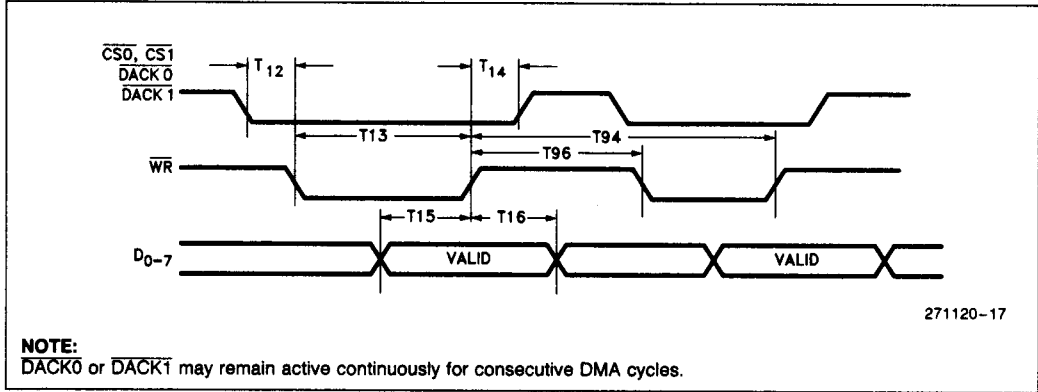 CS0, CS1
DACK 0
DACK 1
T12
T14
T13
T94
T96
WR
T15
T16
D0–7
VALID
VALID
271120–17
NOTE:
DACK0 or DACK1 may remain active continuously for consecutive DMA cycles.